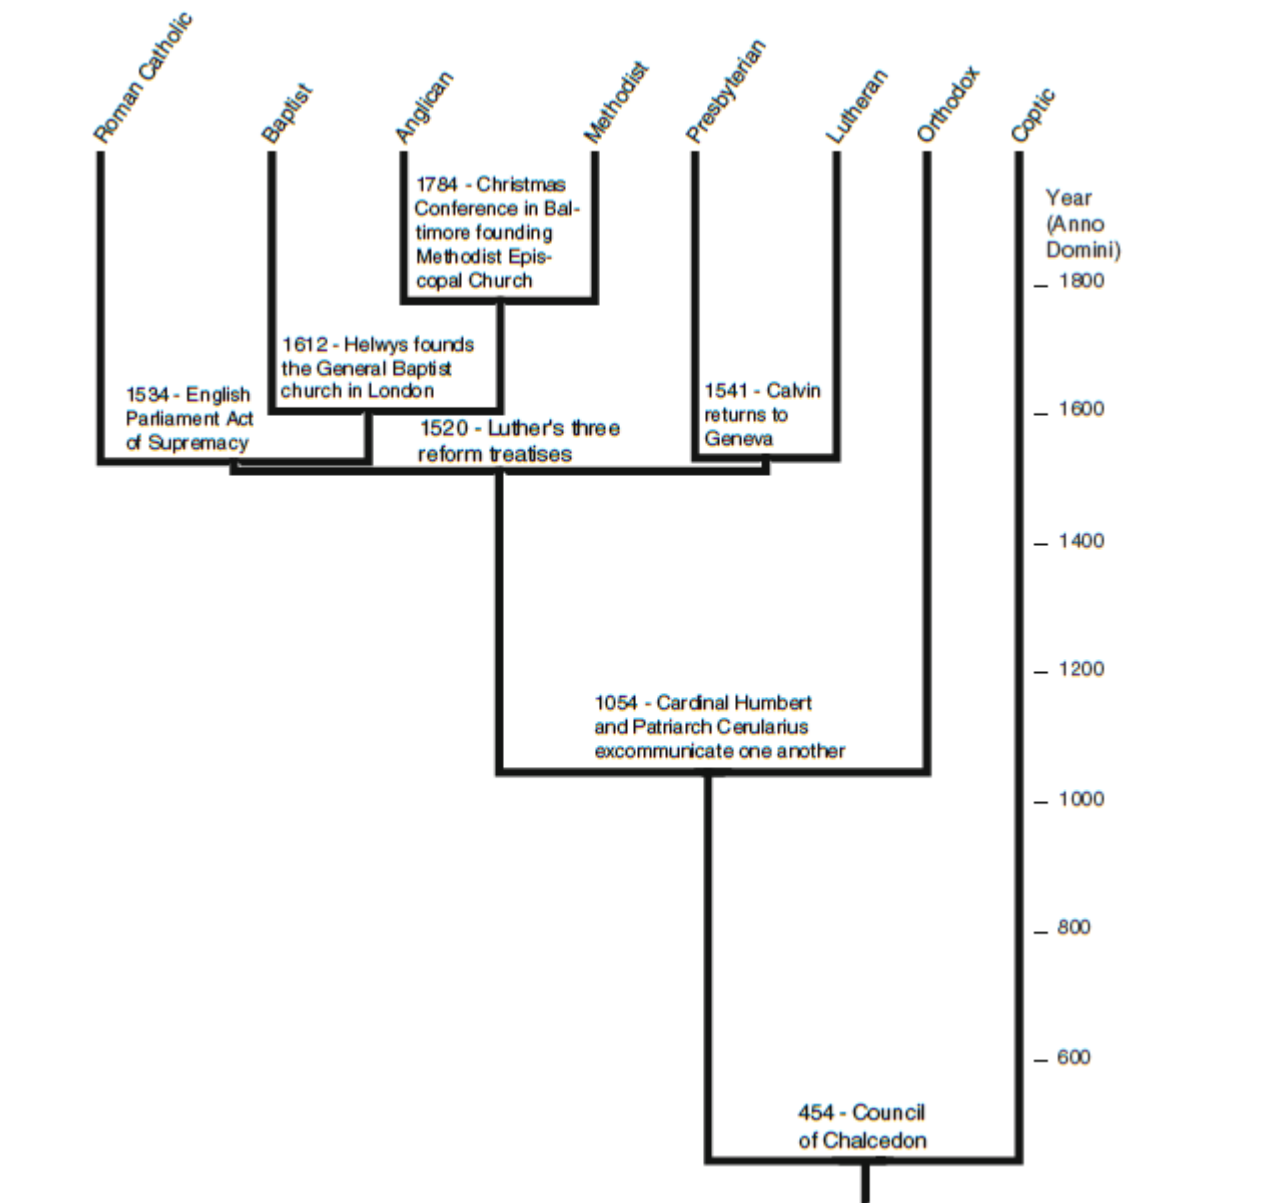 Roman Catholic
Baptist
Anglican
Methodist
Presbyterian
Lutheran
Orthodox
Coptic
1784 - Christmas
Conference in Bal-
timore founding
Methodist Epis-
copal Church
Year
(Anno
Domini)
1800
1612 - Helwys founds
the General Baptist
church in London
1534 - English
Parliament Act
of Supremacy
1520 - Luther's three
reform treatises
1541 - Calvin
returns to
Geneva
1600
1400
1200
1054 - Cardinal Humbert
and Patriarch Cerularius
excommunicate one another
1000
800
600
454 - Council
of Chalcedon